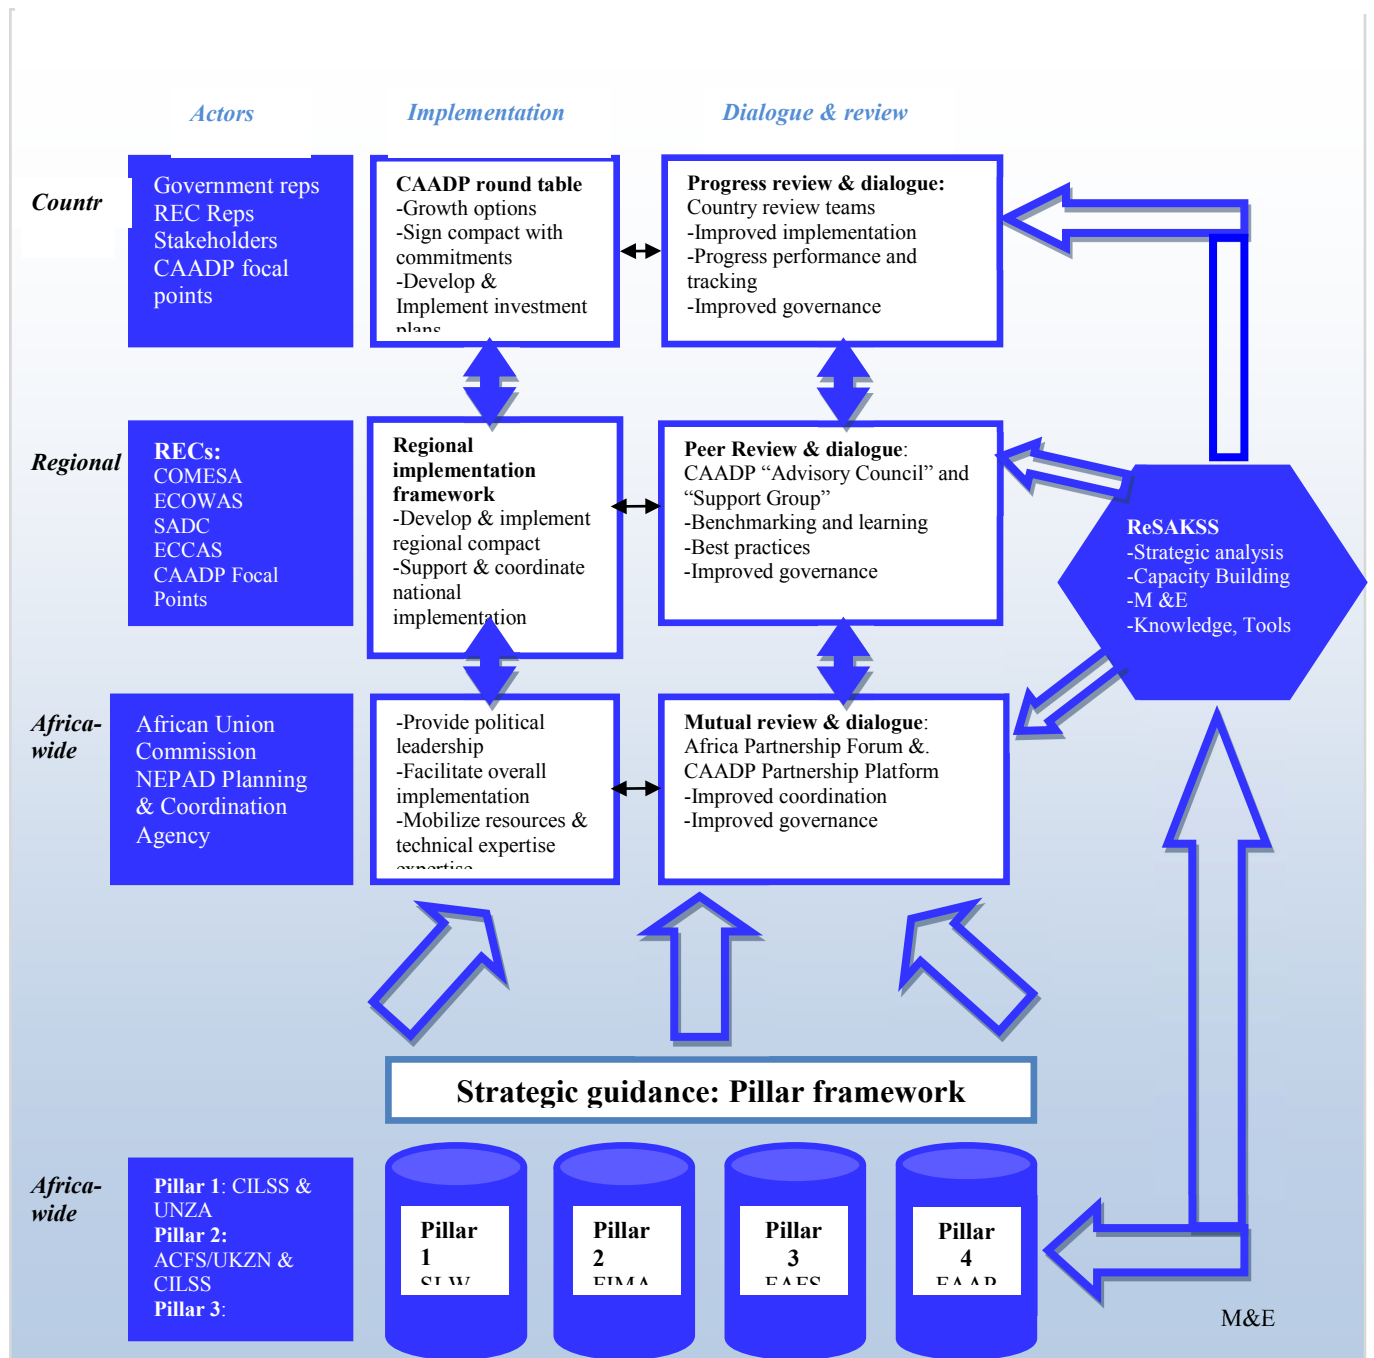 Actors
Implementation
Dialogue & review
Countr
Government reps
REC Reps
Stakeholders
CAADP focal
points
CAADP round table
-Growth options
-Sign compact with
commitments
-Develop &
Implement investment
plans
Progress review & dialogue:
Country review teams
-Improved implementation
-Progress performance and
tracking
-Improved governance
Regional
RECs:
COMESA
ECOWAS
SADC
ECCAS
CAADP Focal
Points
Regional
implementation
framework
-Develop & implement
regional compact
-Support & coordinate
national
implementation
Peer Review & dialogue:
CAADP “Advisory Council” and
“Support Group”
-Benchmarking and learning
-Best practices
-Improved governance
ReSAKSS
-Strategic analysis
-Capacity Building
-M &E
-Knowledge, Tools
Africa-
wide
African Union
Commission
NEPAD Planning
& Coordination
Agency
-Provide political
leadership
-Facilitate overall
implementation
-Mobilize resources &
technical expertise
expertise
Mutual review & dialogue:
Africa Partnership Forum &.
CAADP Partnership Platform
-Improved coordination
-Improved governance
Strategic guidance: Pillar framework
Africa-
wide
Pillar 1: CILSS &
UNZA
Pillar 2:
ACFS/UKZN &
CILSS
Pillar 3:
Pillar
1
SLW
Pillar
2
FIMA
Pillar
3
FAFS
Pillar
4
FAAP
M&E